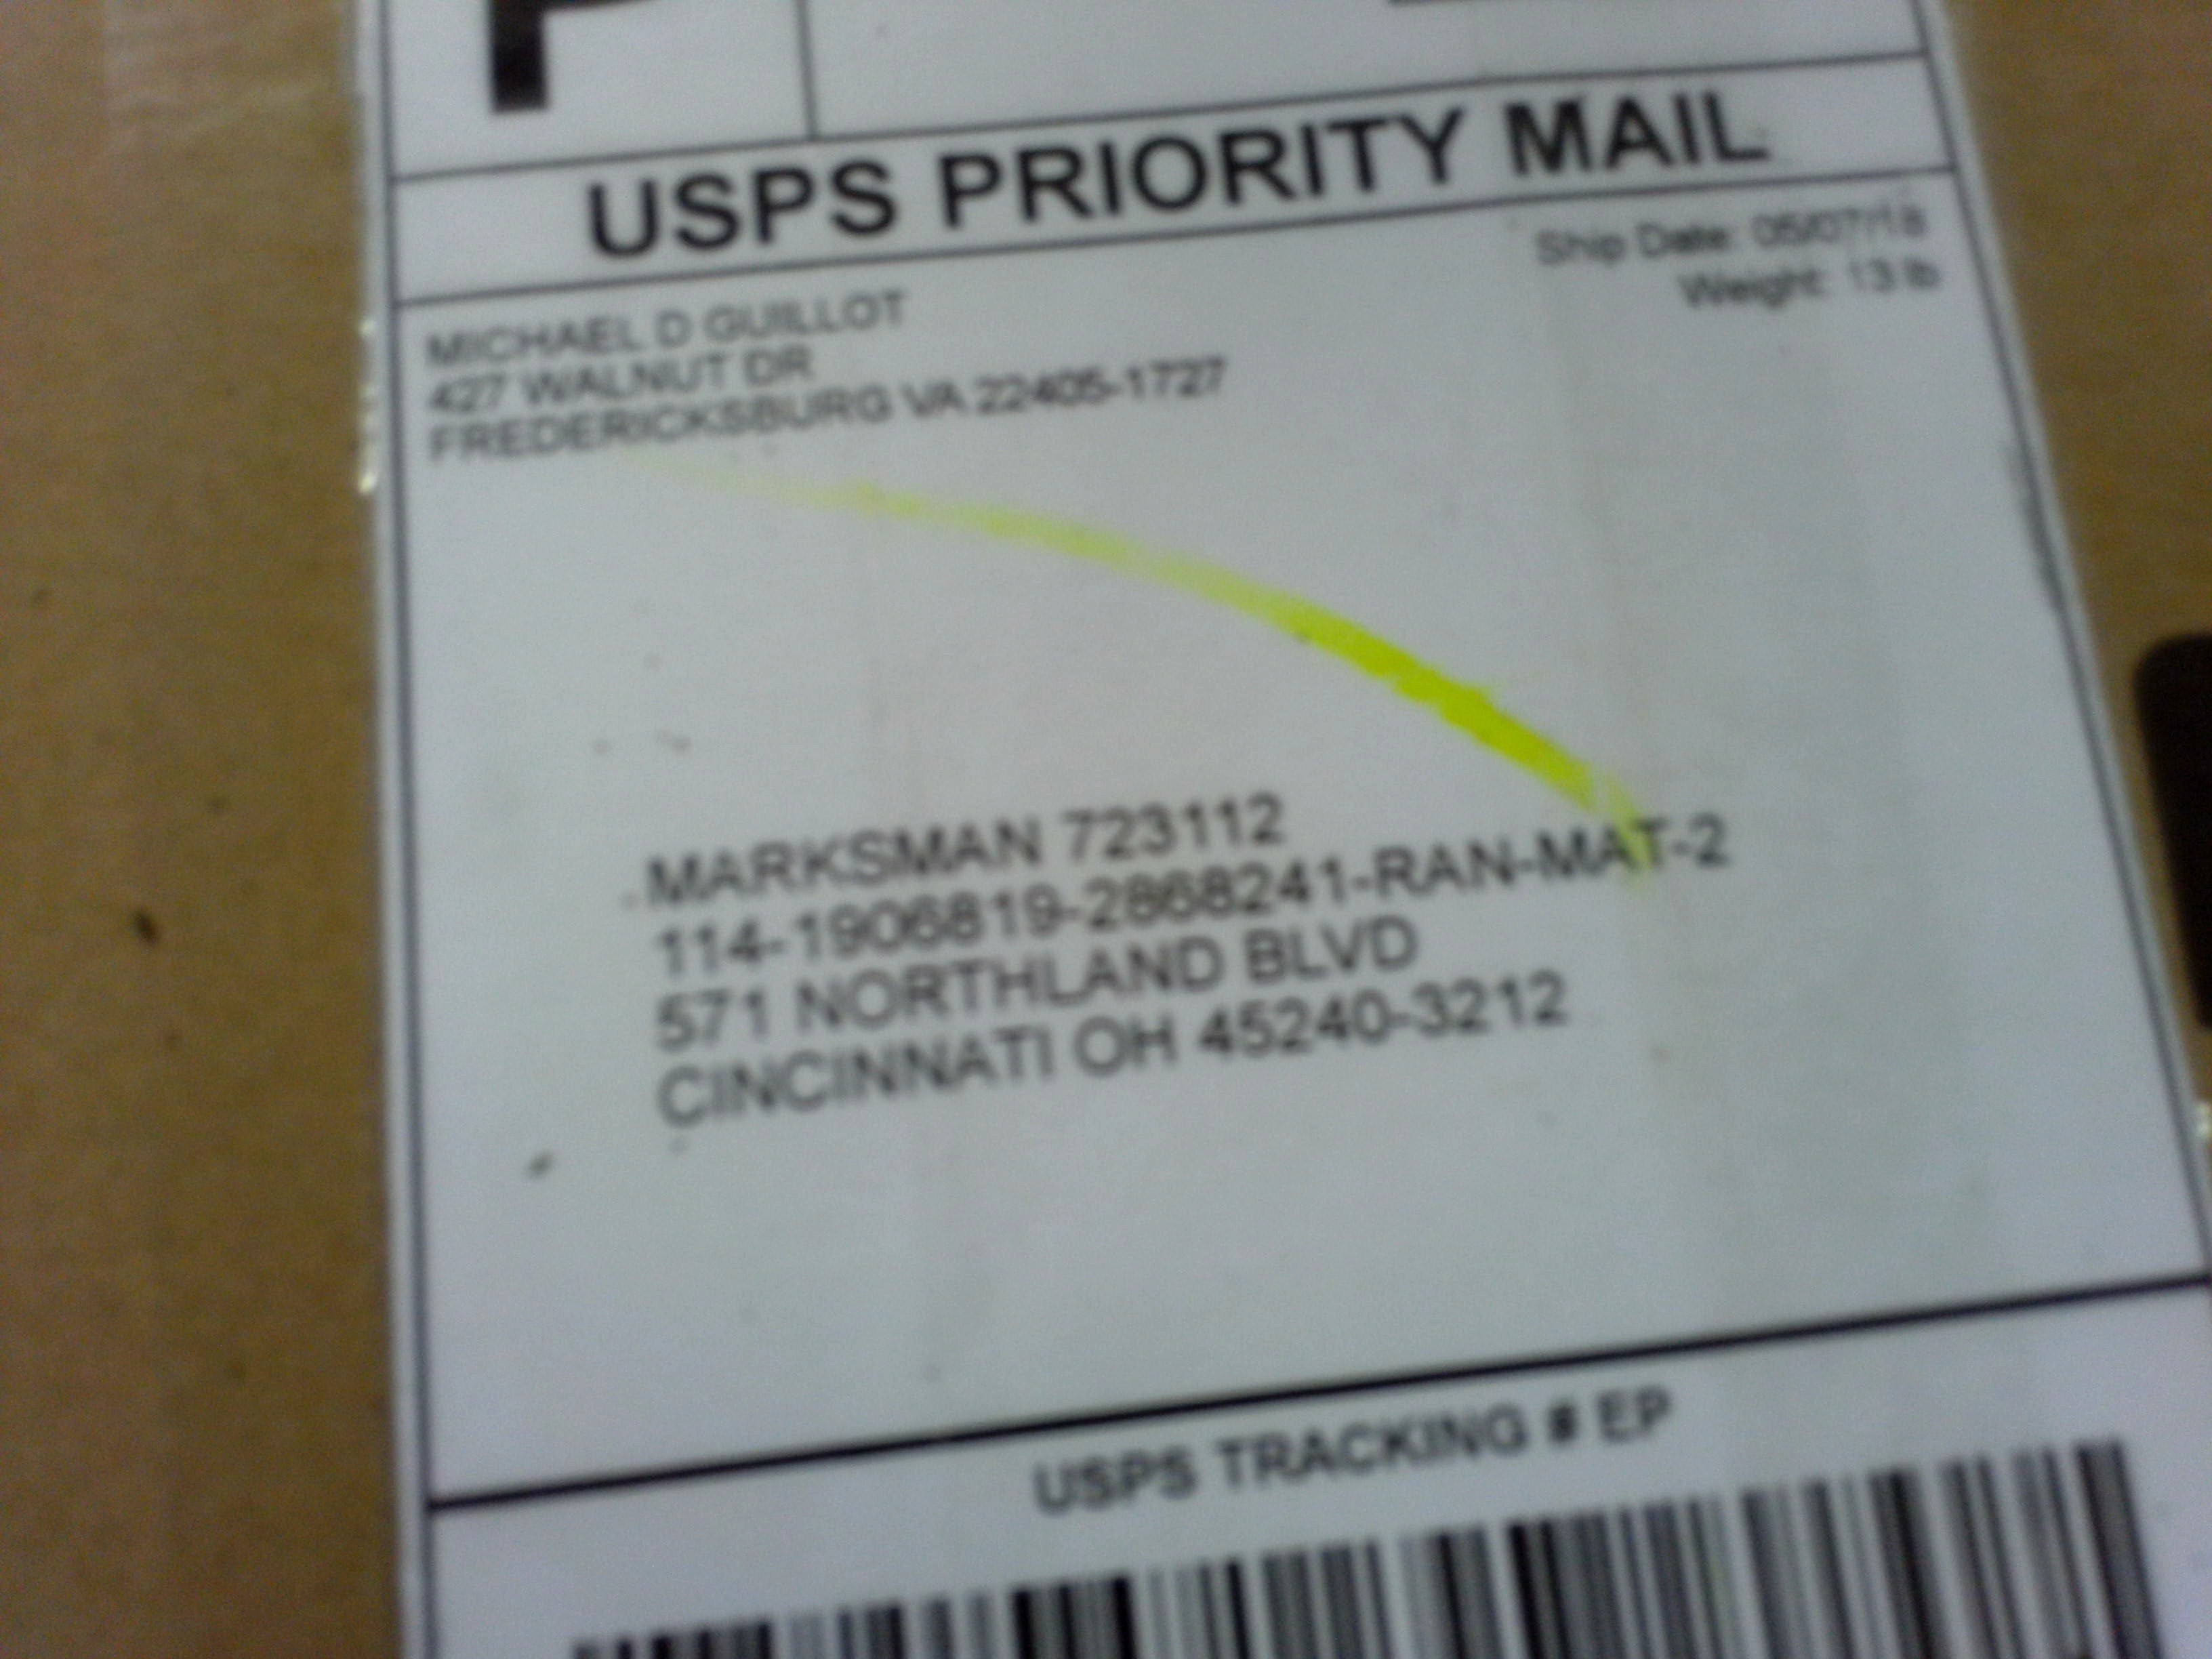 P
USPS PRIORITY MAIL
Ship Date: 05/07/18
Weight: 13 lb
MICHAEL D GUILLOT
427 WALNUT DR
FREDERICKSBURG VA 22405-1727
MARKSMAN 723112
114-1906819-2868241-RAN-MAT-2
571 NORTHLAND BLVD
CINCINNATI OH 45240-3212
USPS TRACKING # EP